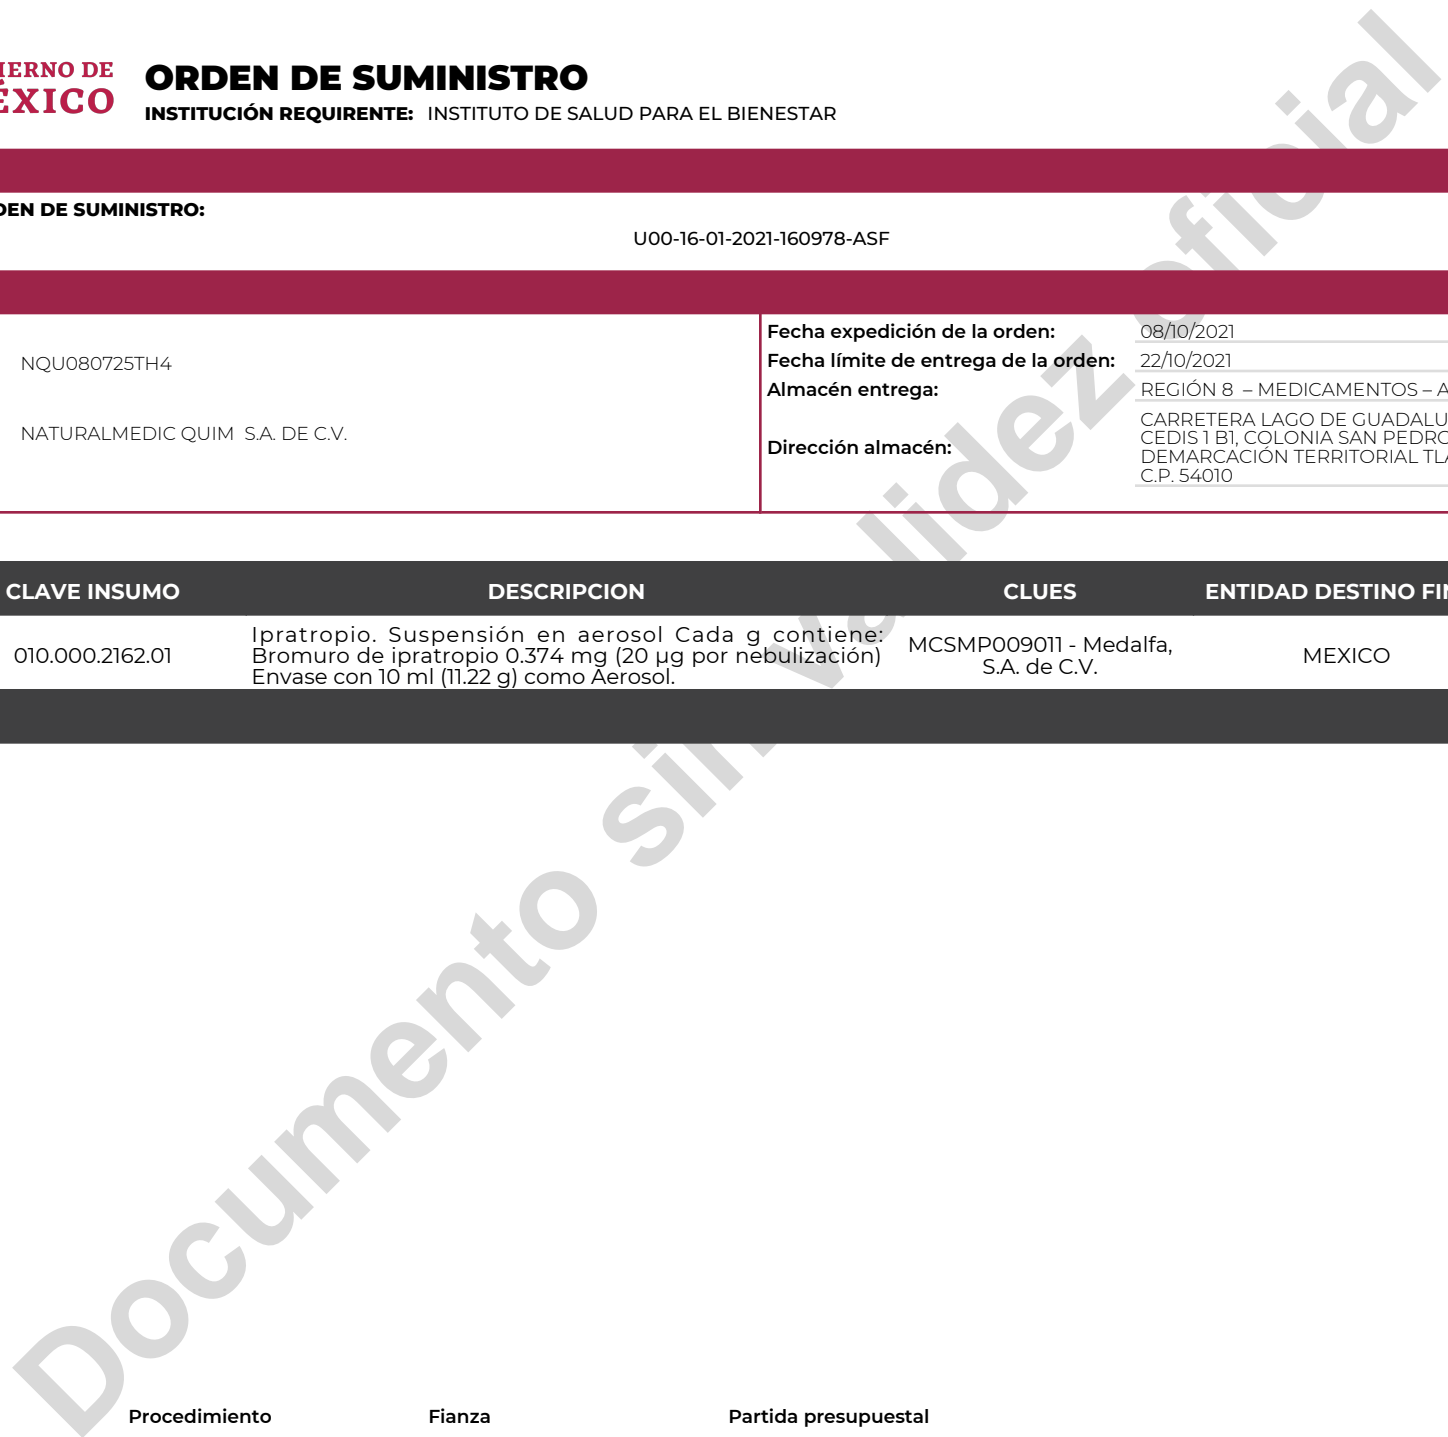 IERNO DE
ÉXICO
ORDEN DE SUMINISTRO
INSTITUCIÓN REQUIRENTE: INSTITUTO DE SALUD PARA EL BIENESTAR
DEN DE SUMINISTRO:
U00-16-01-2021-160978-ASF
NQU080725TH4
NATURALMEDIC QUIM S.A. DE C.V.
Fecha expedición de la orden: 08/10/2021
Fecha límite de entrega de la orden: 22/10/2021
Almacén entrega: REGIÓN 8 – MEDICAMENTOS – A
Dirección almacén:
CARRETERA LAGO DE GUADALU
CEDIS 1 B1, COLONIA SAN PEDRO
DEMARCACIÓN TERRITORIAL TLA
C.P. 54010
CLAVE INSUMO DESCRIPCION CLUES ENTIDAD DESTINO FIN
010.000.2162.01
Ipratropio. Suspensión en aerosol Cada g contiene:
Bromuro de ipratropio 0.374 mg (20 µg por nebulización)
Envase con 10 ml (11.22 g) como Aerosol.
MCSMP009011 - Medalfa,
S.A. de C.V.
MEXICO
Documento sin validez oficial
Procedimiento Fianza Partida presupuestal